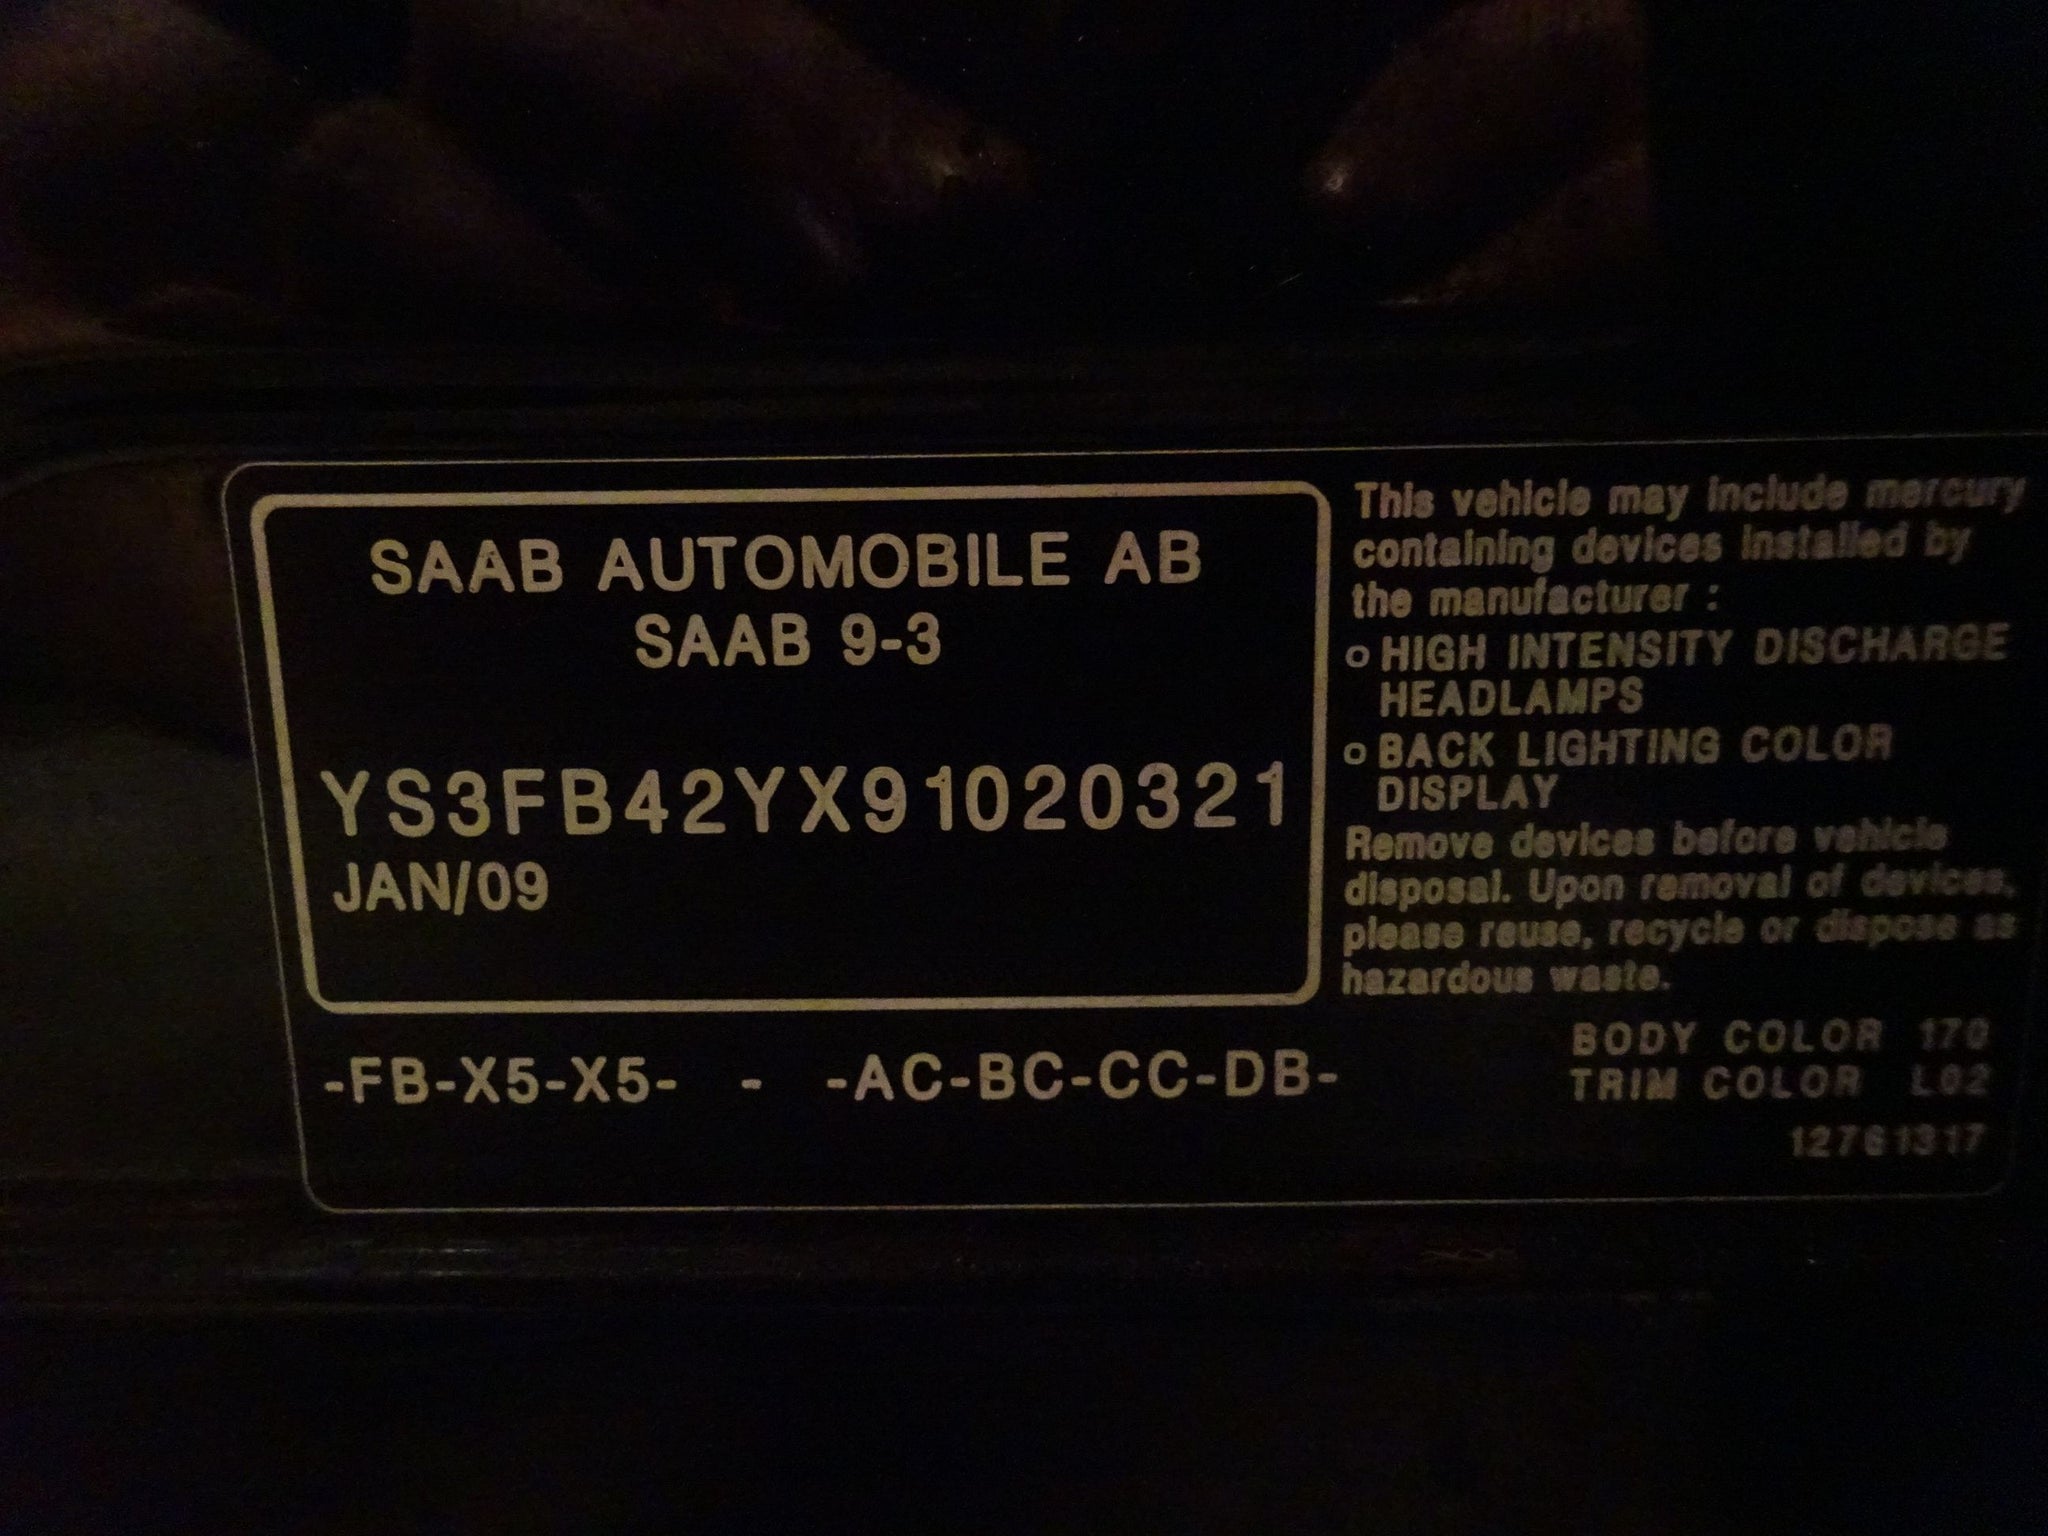 SAAB AUTOMOBILE AB
SAAB 9-3
YS3FB42YX91020321
JAN/09
-FB-X5-X5- - -AC-BC-CC-DB-
This vehicle may include mercury
containing devices installed by
the manufacturer :
o HIGH INTENSITY DISCHARGE
HEADLAMPS
o BACK LIGHTING COLOR
DISPLAY
Remove devices before vehicle
disposal. Upon removal of devices,
please reuse, recycle or dispose as
hazardous waste.
BODY COLOR 170
TRIM COLOR L02
12761317